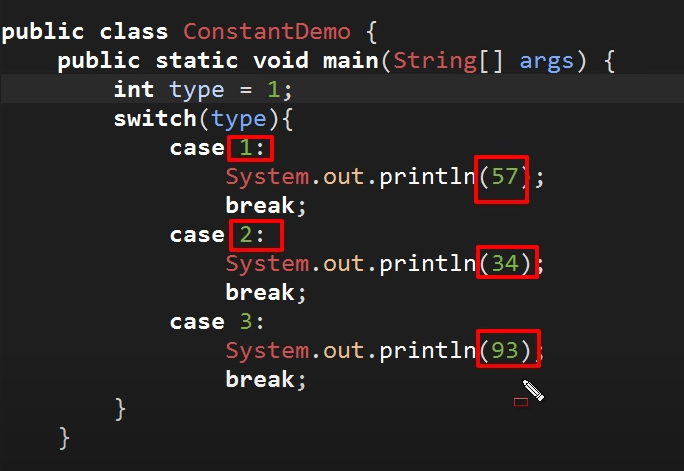 public class ConstantDemo {
    public static void main(String[] args) {
        int type = 1;
        switch(type){
            case 1:
                System.out.println(57);
                break;
            case 2:
                System.out.println(34);
                break;
            case 3:
                System.out.println(93);
                break;
        }
    }